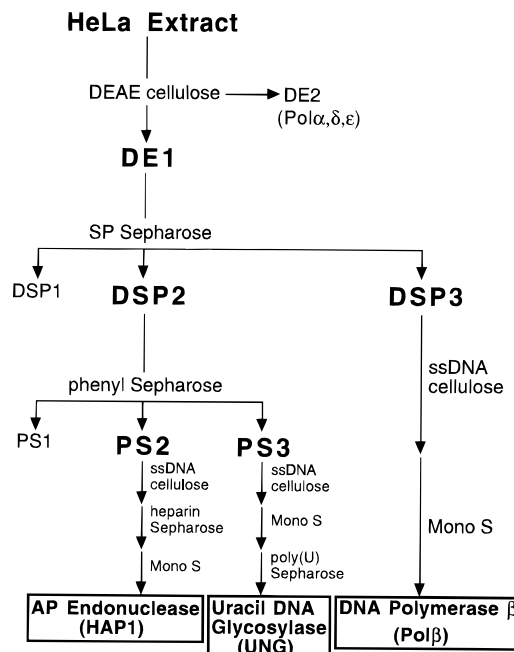 HeLa Extract
DEAE cellulose
DE2
(Polα,δ,ε)
DE1
SP Sepharose
DSP1
DSP2
DSP3
ssDNA
cellulose
phenyl Sepharose
PS1
PS2
PS3
ssDNA
cellulose
ssDNA
cellulose
heparin
Sepharose
Mono S
Mono S
Mono S
poly(U)
Sepharose
AP Endonuclease
(HAP1)
Uracil DNA
Glycosylase
(UNG)
DNA Polymerase β
(Polβ)